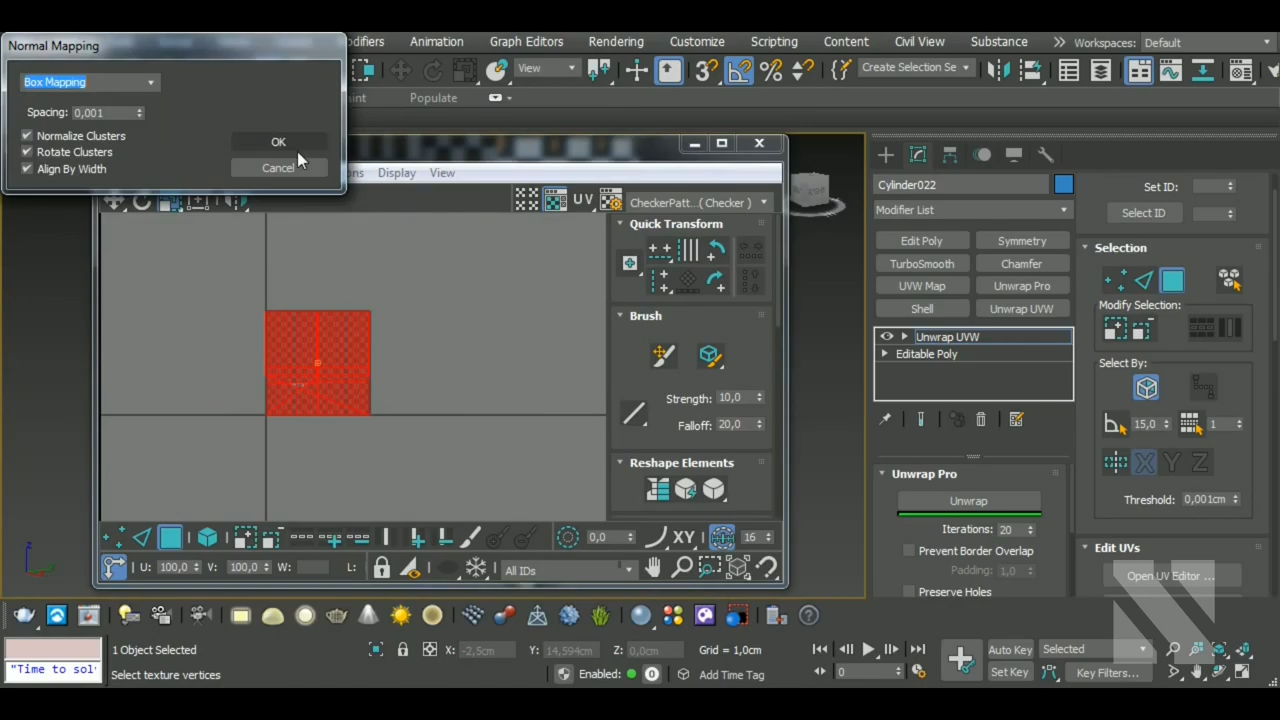 Normal Mapping
difiers Animation Graph Editors Rendering Customize Scripting Content Civil View Substance Workspaces: Default
Box Mapping
View
Create Selection Se
Spacing: 0,001
int Populate
Normalize Clusters
OK
Rotate Clusters
Cancel
Align By Width
ons Display View
UV CheckerPatt...( Checker )
Quick Transform
Brush
Strength: 10,0
Falloff: 20,0
Reshape Elements
0,0
XY
16
U: 100,0 V: 100,0 W: L:
All IDs
Cylinder022
Modifier List
Edit Poly Symmetry
TurboSmooth Chamfer
UVW Map Unwrap Pro
Shell Unwrap UVW
Unwrap UVW
Editable Poly
Unwrap Pro
Unwrap
Iterations: 20
Prevent Border Overlap
Padding: 1,0
Preserve Holes
Set ID:
Select ID
Selection
Modify Selection:
Select By:
15,0 1
X Y Z
Threshold: 0,001cm
Edit UVs
Open UV Editor ...
1 Object Selected
X: -2,5cm Y: 14,594cm Z: 0,0cm Grid = 1,0cm
0
Auto Key Selected
"Time to sol
Select texture vertices
Enabled: 0 Add Time Tag
Set Key Key Filters...